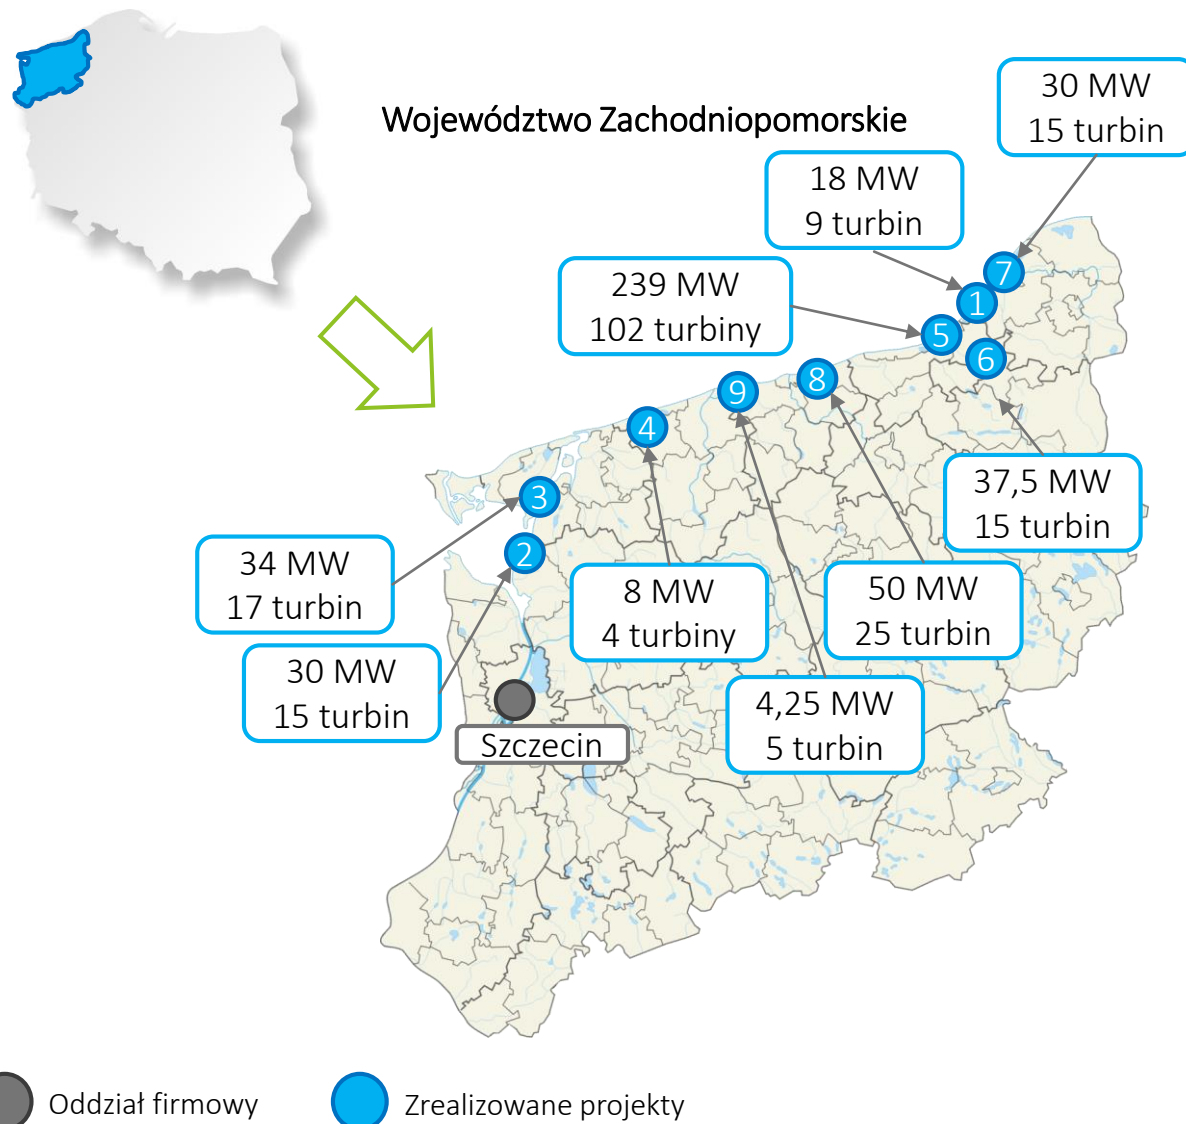 Województwo Zachodniopomorskie
30 MW
15 turbin
18 MW
9 turbin
239 MW
102 turbiny
7
1
5
6
8
9
4
3
2
37,5 MW
15 turbin
34 MW
17 turbin
8 MW
4 turbiny
50 MW
25 turbin
30 MW
15 turbin
4,25 MW
5 turbin
Szczecin
Oddział firmowy
Zrealizowane projekty